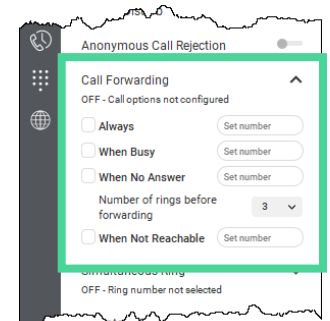 Anonymous Call Rejection
Call Forwarding
OFF - Call options not configured
Always Set number
When Busy Set number
When No Answer Set number
Number of rings before
forwarding 3
When Not Reachable Set number
Simultaneous Ring
OFF - Ring number not selected